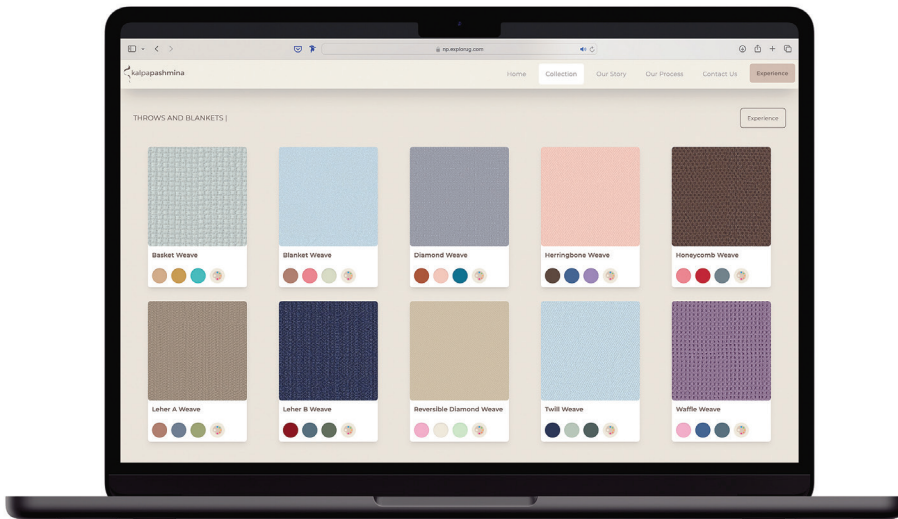 np.explorug.com
kalpapashmina
Home Collection Our Story Our Process Contact Us Experience
THROWS AND BLANKETS |
Experience
Basket Weave Blanket Weave Diamond Weave Herringbone Weave Honeycomb Weave
Leher A Weave Leher B Weave Reversible Diamond Weave Twill Weave Waffle Weave